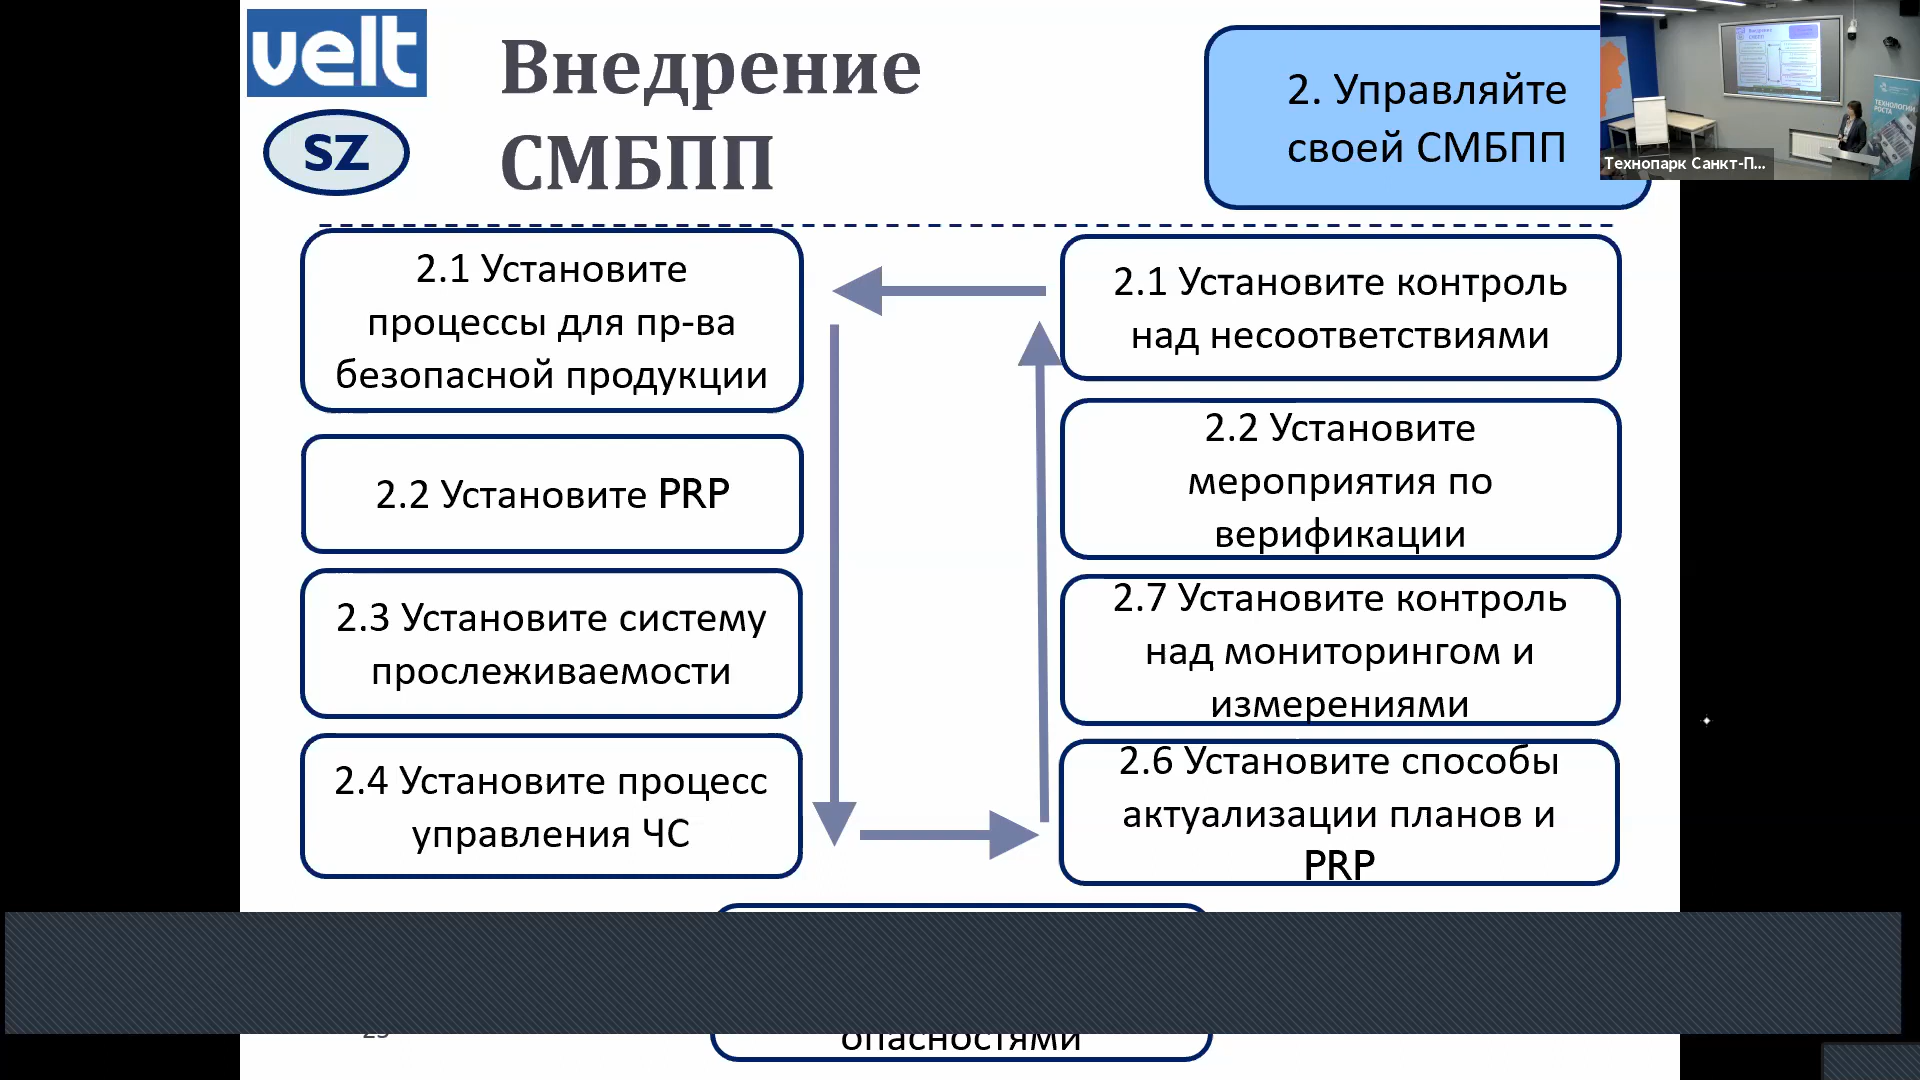 velt
SZ
Внедрение
СМБПП
2. Управляйте
своей СМБПП
Технопарк Санкт-П...
ТЕХНОЛОГИИ
РОСТА
2.1 Установите
процессы для пр-ва
безопасной продукции
2.2 Установите PRP
2.3 Установите систему
прослеживаемости
2.4 Установите процесс
управления ЧС
2.1 Установите контроль
над несоответствиями
2.2 Установите
мероприятия по
верификации
2.7 Установите контроль
над мониторингом и
измерениями
2.6 Установите способы
актуализации планов и
PRP
опасностями